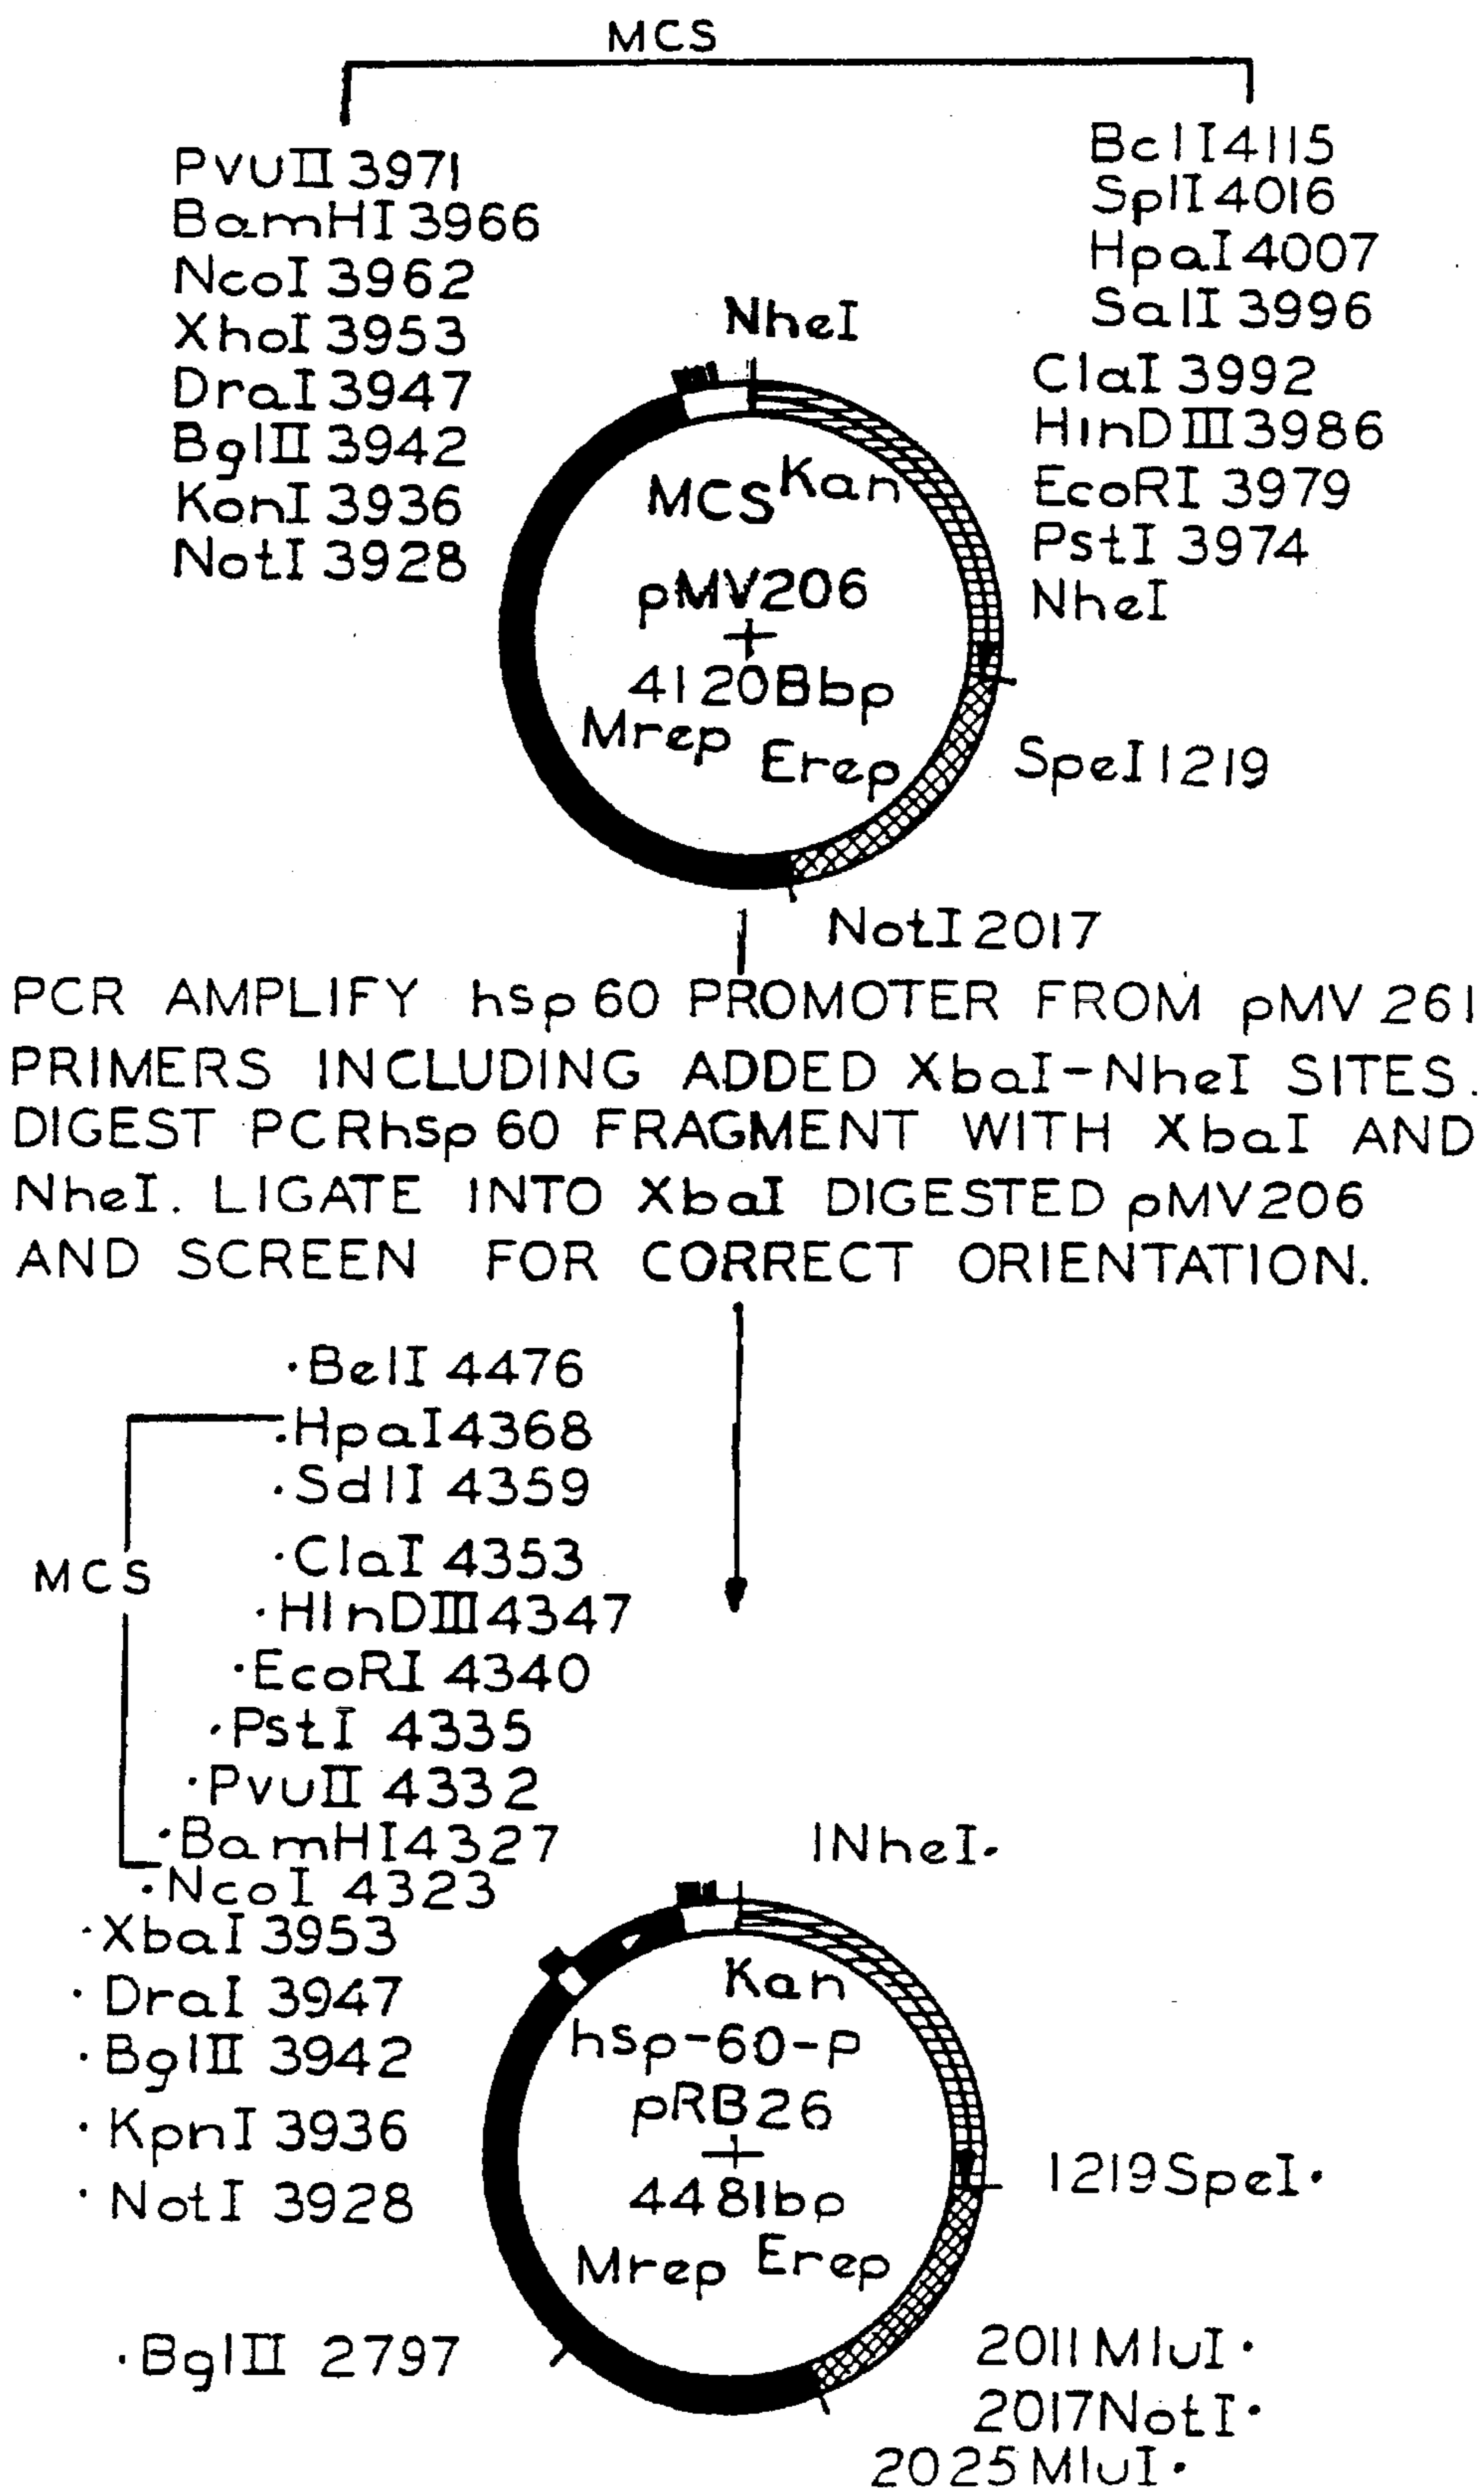 MCS
PvuII 3971
BamHI 3966
NcoI 3962
XhoI 3953
DraI 3947
BglII 3942
KonI 3936
NotI 3928
BclI 4115
SplI 4016
HpaI 4007
SalI 3996
ClaI 3992
HinDIII 3986
EcoRI 3979
PstI 3974
NheI
NheI
MCS Kan
pMV206
+
4120Bbp
Mrep Erep
SpeI 1219
NotI 2017
PCR AMPLIFY hsp 60 PROMOTER FROM pMV 261
PRIMERS INCLUDING ADDED XbaI-NheI SITES.
DIGEST PCRhsp 60 FRAGMENT WITH XbaI AND
NheI. LIGATE INTO XbaI DIGESTED pMV206
AND SCREEN FOR CORRECT ORIENTATION.
MCS
·BelI 4476
·HpaI 4368
·SdlI 4359
·ClaI 4353
·HInDIII 4347
·EcoRI 4340
·PstI 4335
·PvuII 4332
·BamHI 4327
·NcoI 4323
·XbaI 3953
·DraI 3947
·BglII 3942
·KpnI 3936
·NotI 3928
·BglII 2797
1NheI·
Kan
hsp-60-P
pRB26
+
4481bp
Mrep Erep
1219SpeI·
2011MluI·
2017NotI·
2025MluI·